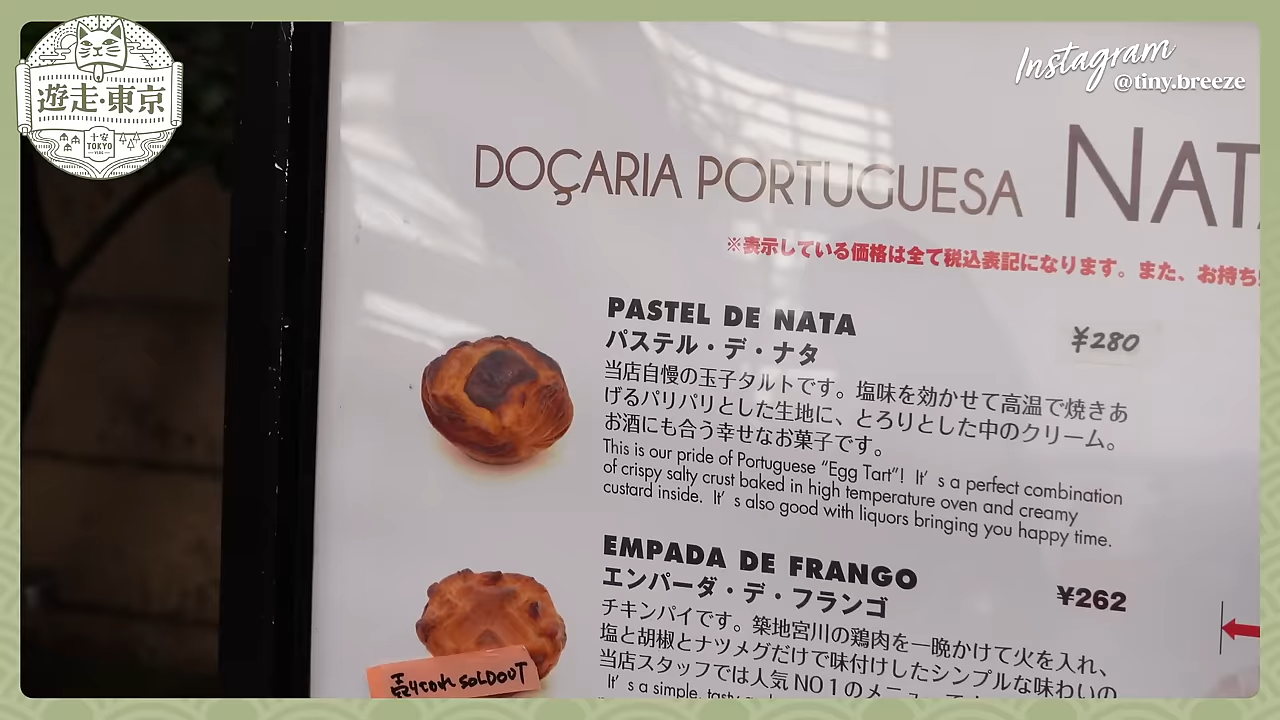 遊走·東京
十安
TOKYO
Instagram
@tiny.breeze
DOÇARIA PORTUGUESA NATA
※表示している価格は全て税込表記になります。また、お持ち
PASTEL DE NATA
¥280
パステル・デ・ナタ
当店自慢の玉子タルトです。塩味を効かせて高温で焼きあ
げるパリパリとした生地に、とろりとした中のクリーム。
お酒にも合う幸せなお菓子です。
This is our pride of Portuguese “Egg Tart”! It’s a perfect combination
of crispy salty crust baked in high temperature oven and creamy
custard inside. It’s also good with liquors bringing you happy time.
EMPADA DE FRANGO
¥262
エンパーダ・デ・フランゴ
チキンパイです。築地宮川の鶏肉を一晩かけて火を入れ、
塩と胡椒とナツメグだけで味付けしたシンプルな味わいの
当店スタッフでは人気NO1のメニュー
It’s a simple, tasty
売り切れ SOLDOUT